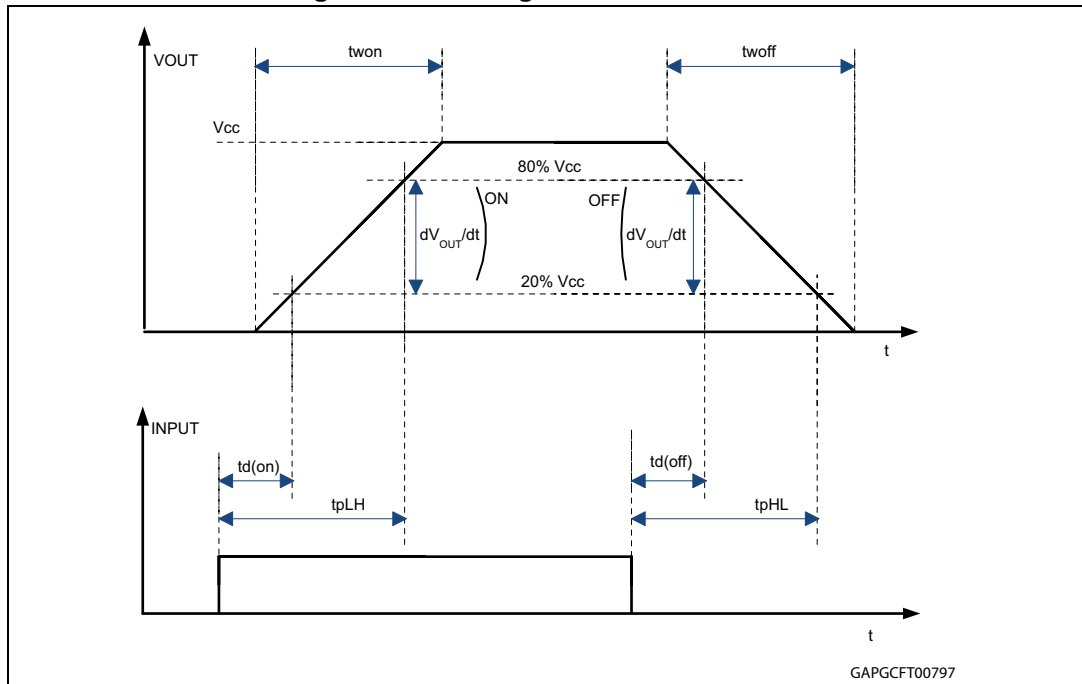 VOUT
twon
twoff
Vcc
80% Vcc
ON
OFF
dVOUT/dt
dVOUT/dt
20% Vcc
t
INPUT
td(on)
td(off)
tpLH
tpHL
t
GAPGCFT00797